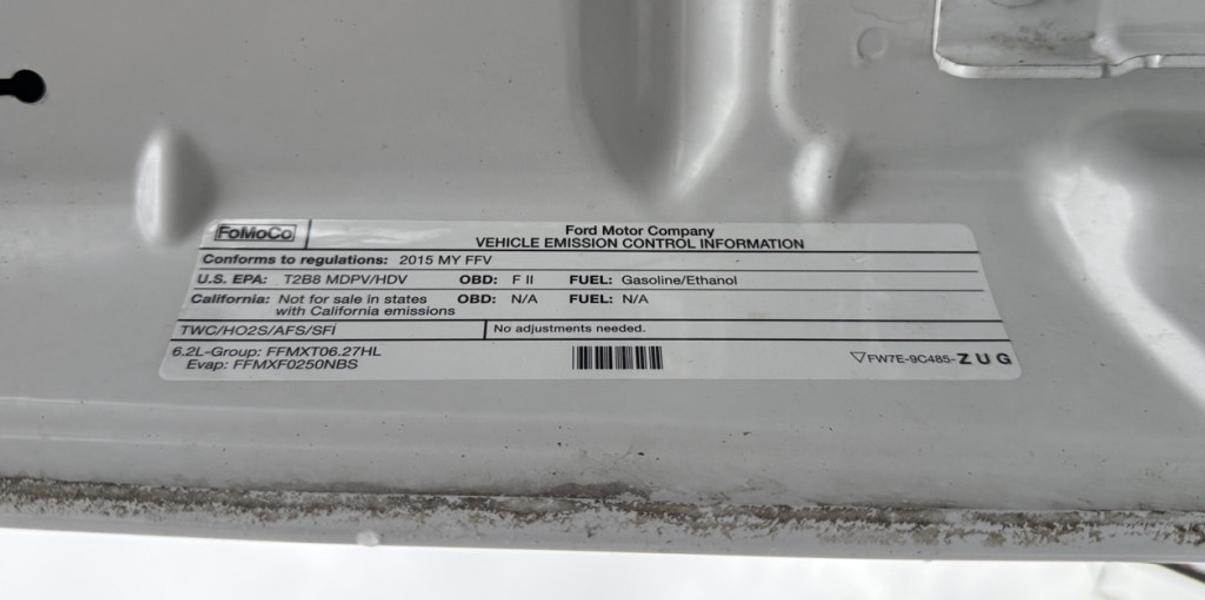 FoMoCo
Ford Motor Company
VEHICLE EMISSION CONTROL INFORMATION
Conforms to regulations: 2015 MY FFV
U.S. EPA: T2B8 MDPV/HDV OBD: F II FUEL: Gasoline/Ethanol
California: Not for sale in states OBD: N/A FUEL: N/A
with California emissions
TWC/HO2S/AFS/SFI No adjustments needed.
6.2L-Group: FFMXT06.27HL
Evap: FFMXF0250NBS
FW7E-9C485-ZUG